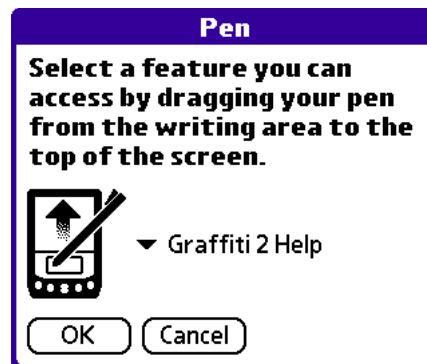 Pen
Select a feature you can
access by dragging your pen
from the writing area to the
top of the screen.
Graffiti 2 Help
OK
Cancel